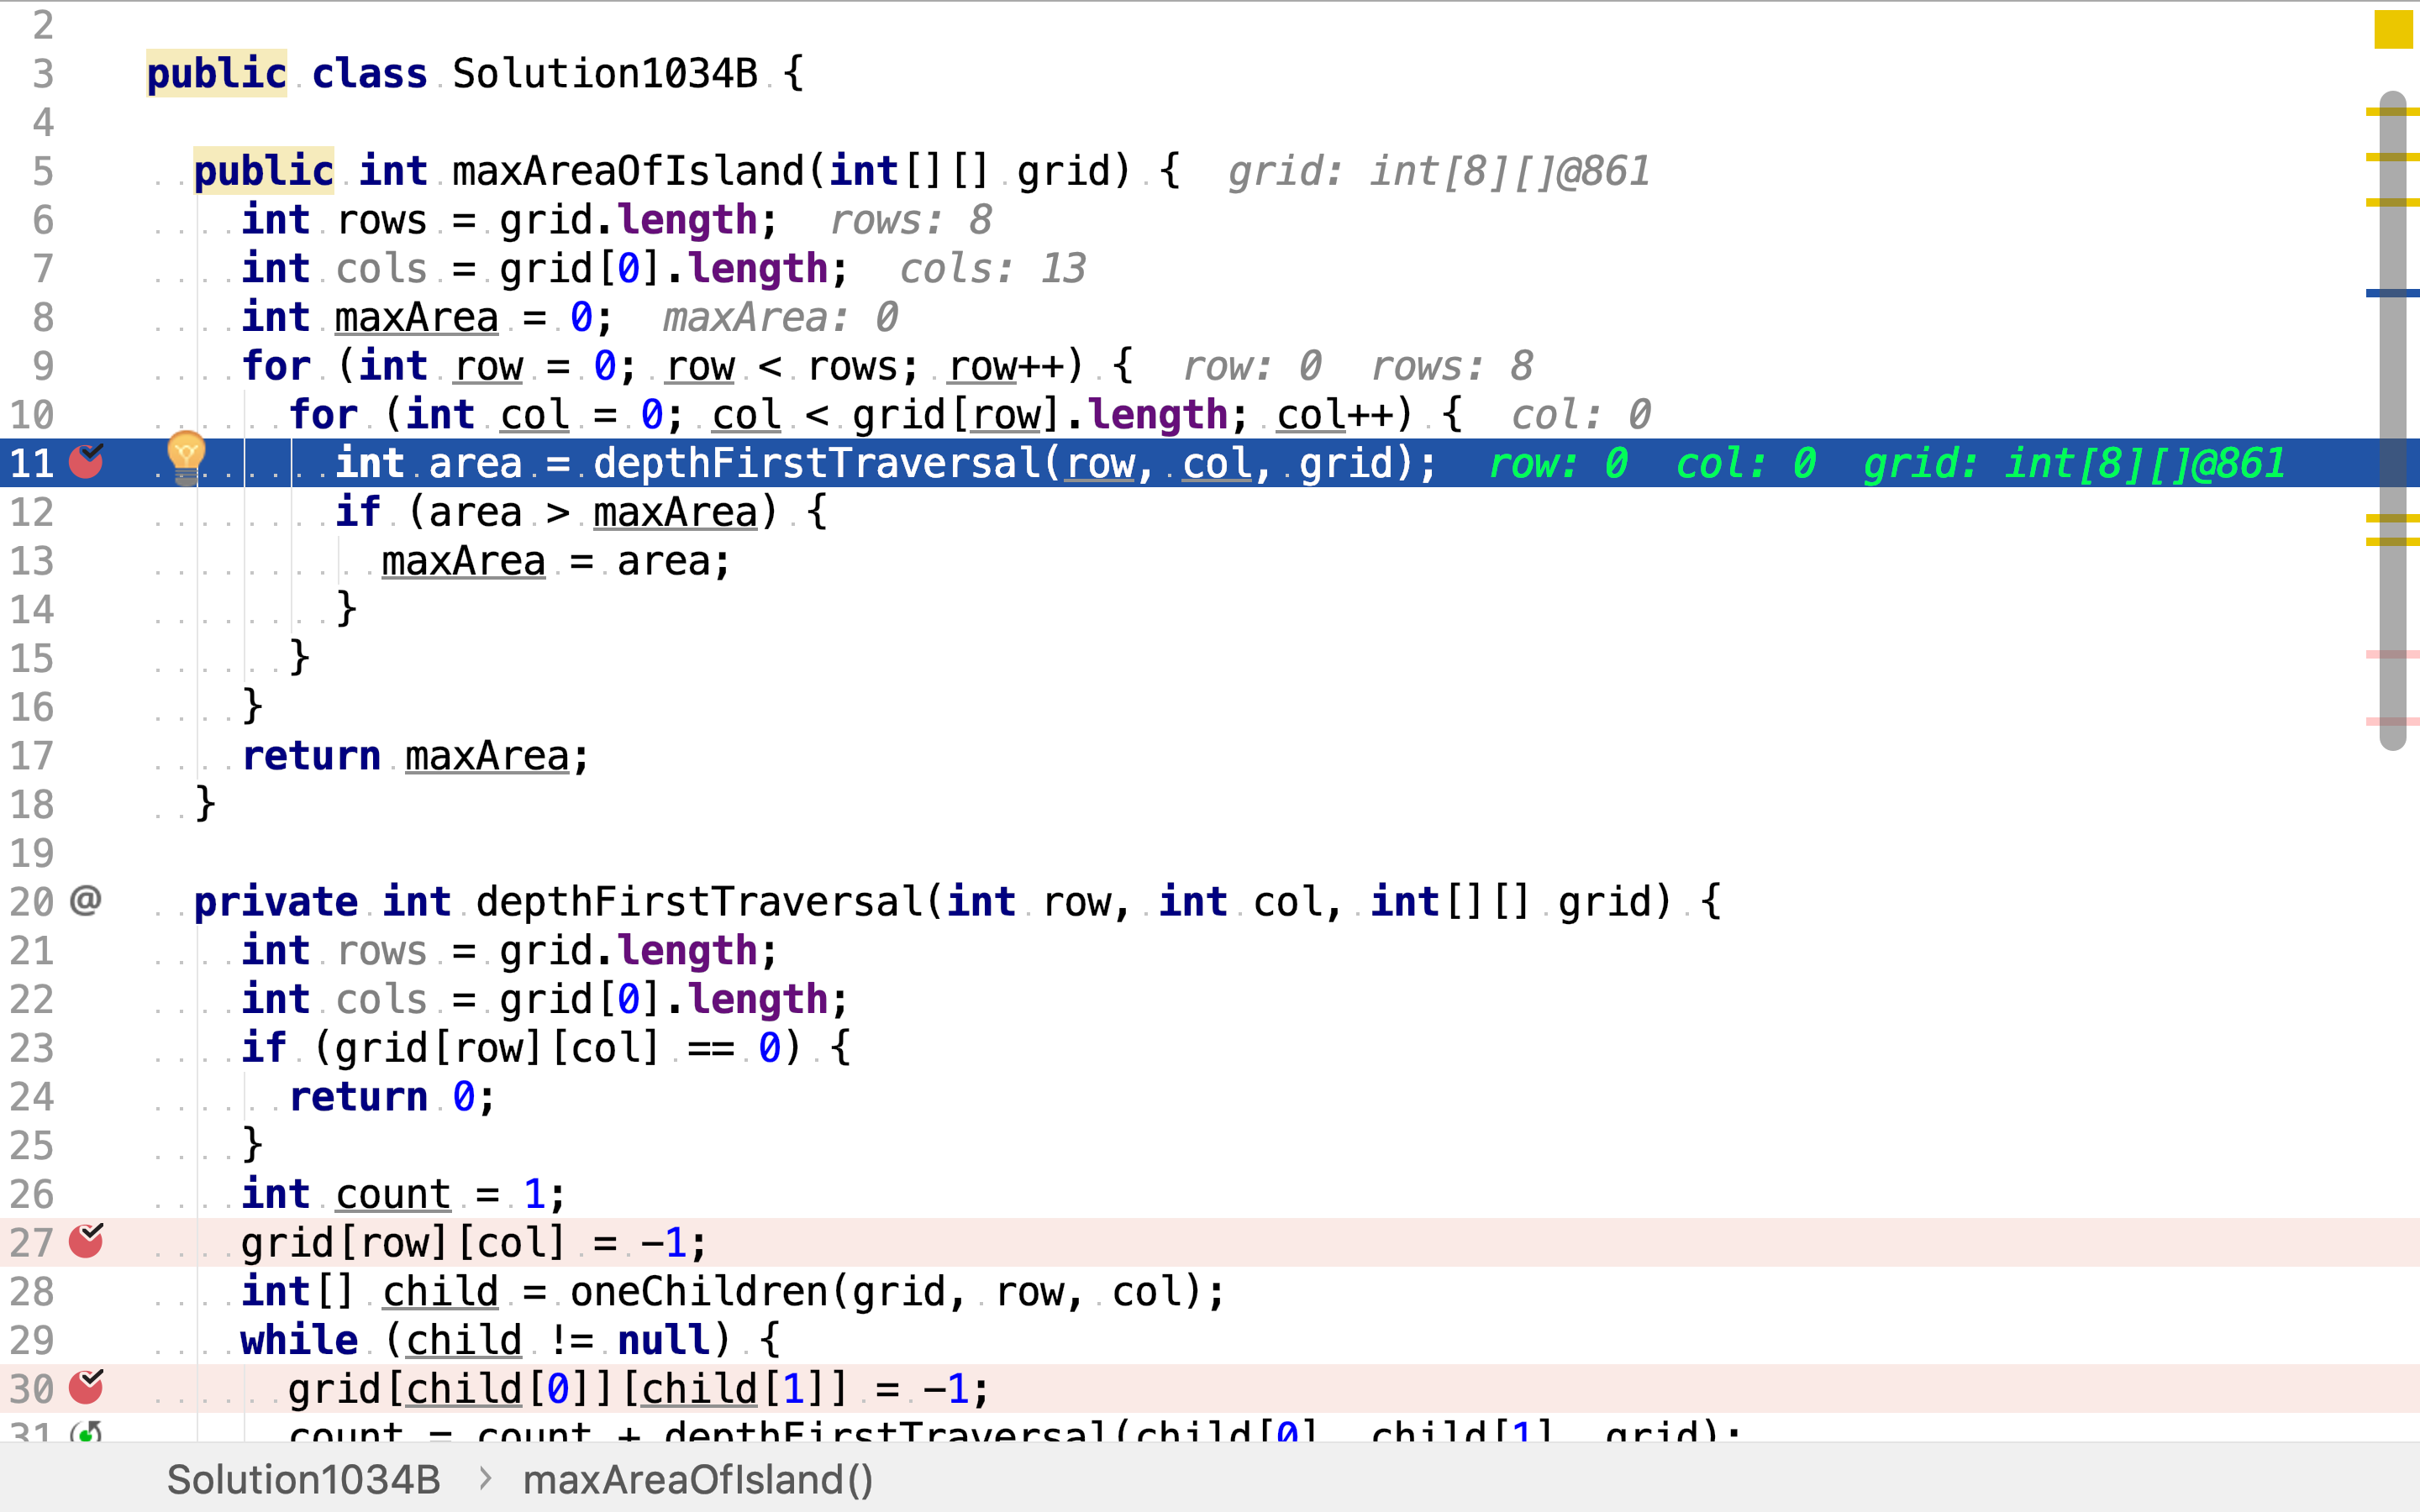 2
3 public class Solution1034B {
4
5 public int maxAreaOfIsland(int[][] grid) { grid: int[8][]@861
6 int rows = grid.length; rows: 8
7 int cols = grid[0].length; cols: 13
8 int maxArea = 0; maxArea: 0
9 for (int row = 0; row < rows; row++) { row: 0 rows: 8
10 for (int col = 0; col < grid[row].length; col++) { col: 0
11 int area = depthFirstTraversal(row, col, grid); row: 0 col: 0 grid: int[8][]@861
12 if (area > maxArea) {
13 maxArea = area;
14 }
15 }
16 }
17 return maxArea;
18 }
19
20 @ private int depthFirstTraversal(int row, int col, int[][] grid) {
21 int rows = grid.length;
22 int cols = grid[0].length;
23 if (grid[row][col] == 0) {
24 return 0;
25 }
26 int count = 1;
27 grid[row][col] = -1;
28 int[] child = oneChildren(grid, row, col);
29 while (child != null) {
30 grid[child[0]][child[1]] = -1;
31 count = count + depthFirstTraversal(child[0], child[1], grid);
Solution1034B > maxAreaOfIsland()